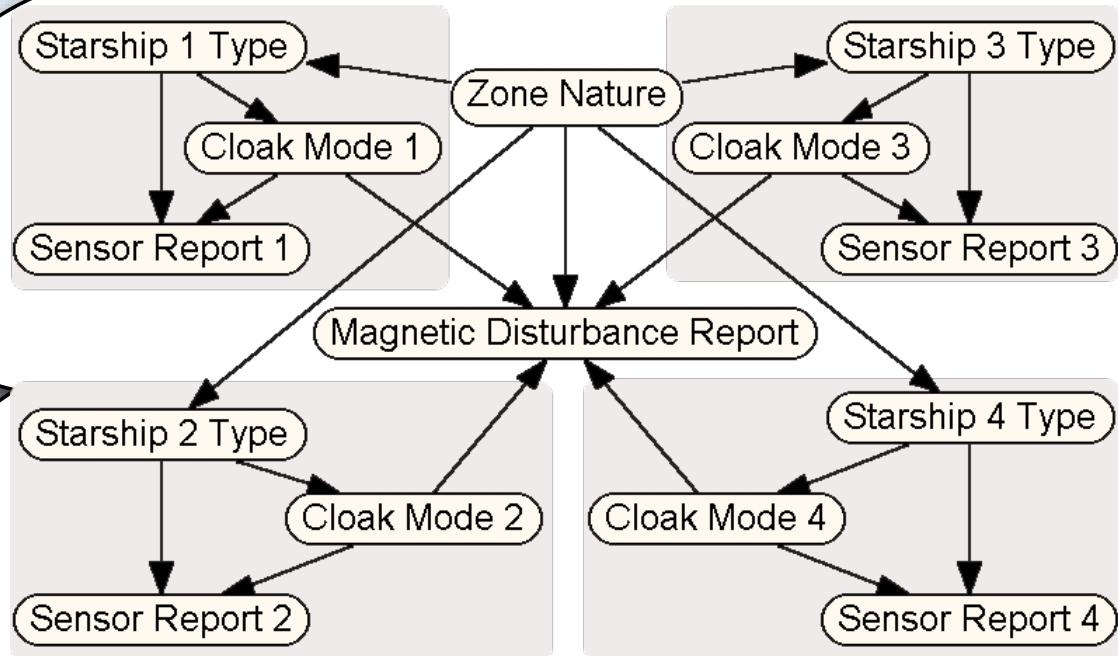 Starship 1 Type
Starship 3 Type
Zone Nature
Cloak Mode 1
Cloak Mode 3
Sensor Report 1
Sensor Report 3
Magnetic Disturbance Report
Starship 2 Type
Starship 4 Type
Cloak Mode 2
Cloak Mode 4
Sensor Report 2
Sensor Report 4